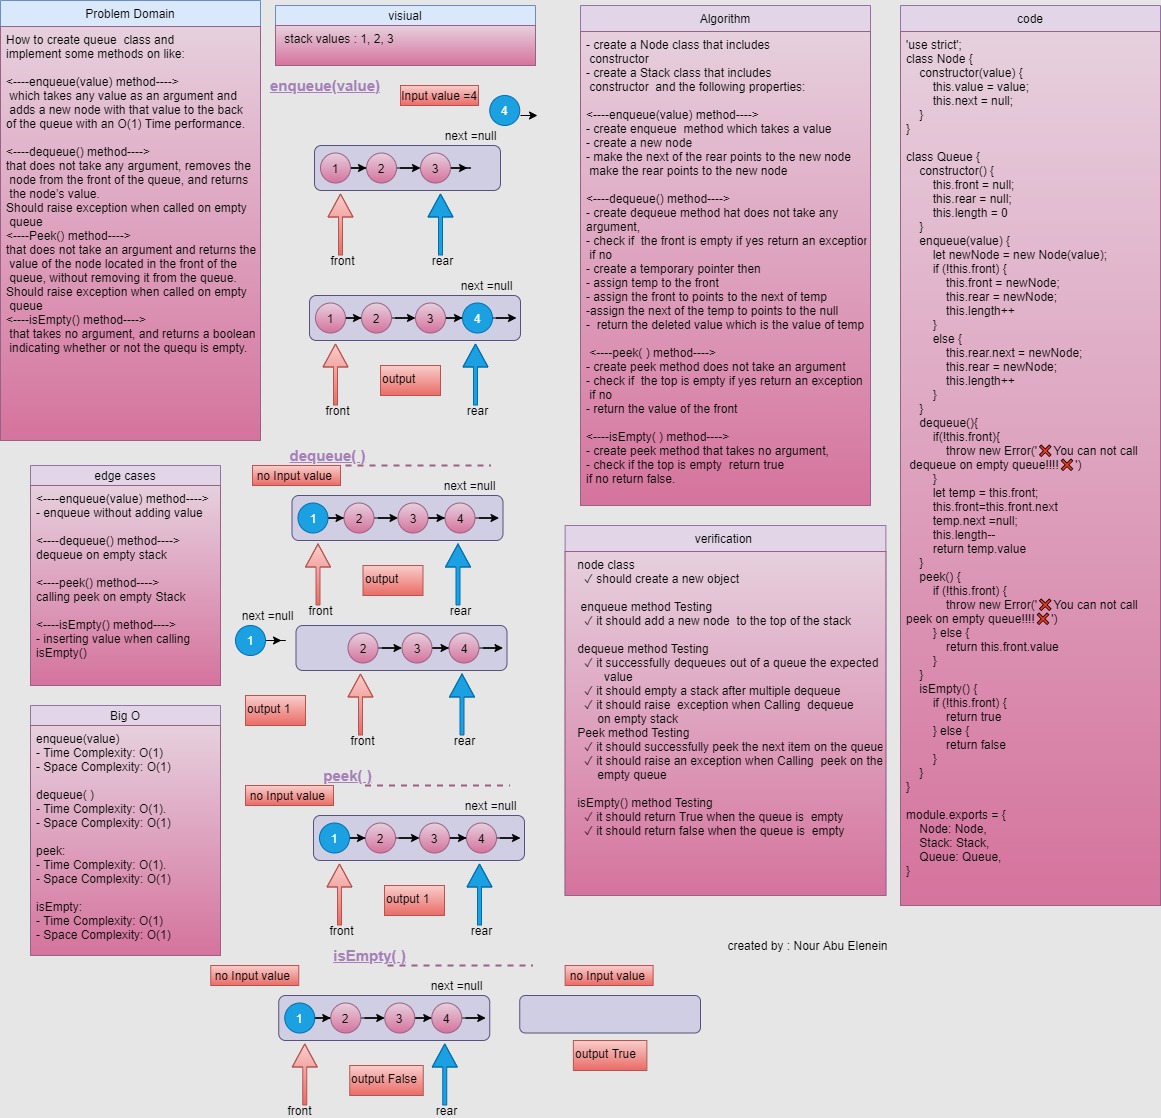 Problem Domain
How to create queue  class and
implement some methods on like:
<----enqueue(value) method---->
which takes any value as an argument and
adds a new node with that value to the back
of the queue with an O(1) Time performance.
<----dequeue() method---->
that does not take any argument, removes the
node from the front of the queue, and returns
the node's value.
Should raise exception when called on empty
queue
<----Peek() method---->
that does not take an argument and returns the
value of the node located in the front of the
queue, without removing it from the queue.
Should raise exception when called on empty
queue
<----isEmpty() method---->
that takes no argument, and returns a boolean
indicating whether or not the ququ is empty.
edge cases
<----enqueue(value) method---->
- enqueue without adding value
<----dequeue() method---->
dequeue on empty stack
<----peek() method---->
calling peek on empty Stack
<----isEmpty() method---->
- inserting value when calling
isEmpty()
Big O
enqueue(value)
- Time Complexity: O(1)
- Space Complexity: O(1)
dequeue( )
- Time Complexity: O(1).
- Space Complexity: O(1)
peek:
- Time Complexity: O(1).
- Space Complexity: O(1)
isEmpty:
- Time Complexity: O(1)
- Space Complexity: O(1)
visiual
stack values : 1, 2, 3
enqueue(value)
Input value =4
4
next =null
1 2 3
front rear
next =null
1 2 3 4
output
front rear
dequeue( )
no Input value
next =null
1 2 3 4
output
front rear
next =null
1 2 3 4
output 1
front rear
peek( )
no Input value
next =null
1 2 3 4
output 1
front rear
isEmpty( )
no Input value
next =null
1 2 3 4
output False
front rear
no Input value
output True
Algorithm
- create a Node class that includes
constructor
- create a Stack class that includes
constructor  and the following properties:
<----enqueue(value) method---->
- create enqueue  method which takes a value
- create a new node
- make the next of the rear points to the new node
make the rear points to the new node
<----dequeue() method---->
- create dequeue method hat does not take any
argument,
- check if  the front is empty if yes return an exception
if no
- create a temporary pointer then
- assign temp to the front
- assign the front to points to the next of temp
-assign the next of the temp to points to the null
-  return the deleted value which is the value of temp
<----peek( ) method---->
- create peek method does not take an argument
- check if  the top is empty if yes return an exception
if no
- return the value of the front
<----isEmpty( ) method---->
- create peek method that takes no argument,
- check if the top is empty  return true
if no return false.
verification
node class
✓ should create a new object
enqueue method Testing
✓ it should add a new node  to the top of the stack
dequeue method Testing
✓ it successfully dequeues out of a queue the expected
value
✓ it should empty a stack after multiple dequeue
✓ it should raise  exception when Calling  dequeue
on empty stack
Peek method Testing
✓ it should successfully peek the next item on the queue
✓ it should raise an exception when Calling  peek on the
empty queue
isEmpty() method Testing
✓ it should return True when the queue is  empty
✓ it should return false when the queue is  empty
created by : Nour Abu Elenein
code
'use strict';
class Node {
constructor(value) {
this.value = value;
this.next = null;
}
}
class Queue {
constructor() {
this.front = null;
this.rear = null;
this.length = 0
}
enqueue(value) {
let newNode = new Node(value);
if (!this.front) {
this.front = newNode;
this.rear = newNode;
this.length++
}
else {
this.rear.next = newNode;
this.rear = newNode;
this.length++
}
}
dequeue(){
if(!this.front){
throw new Error('❌You can not call
dequeue on empty queue!!!!❌')
}
let temp = this.front;
this.front=this.front.next
temp.next =null;
this.length--
return temp.value
}
peek() {
if (!this.front) {
throw new Error('❌You can not call
peek on empty queue!!!!❌')
} else {
return this.front.value
}
}
isEmpty() {
if (!this.front) {
return true
} else {
return false
}
}
}
module.exports = {
Node: Node,
Stack: Stack,
Queue: Queue,
}